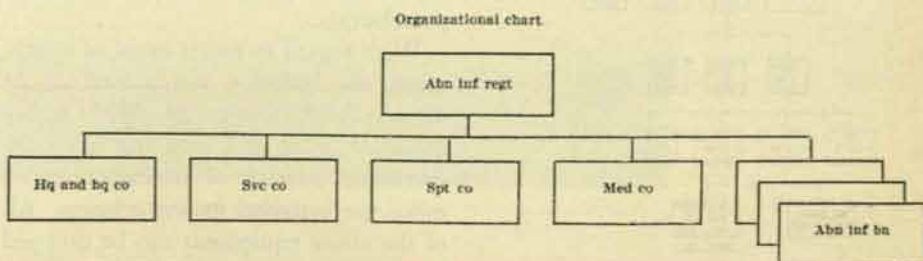 Organizational chart
Abn inf regt
Hq and hq co
Svc co
Spt co
Med co
Abn inf bn